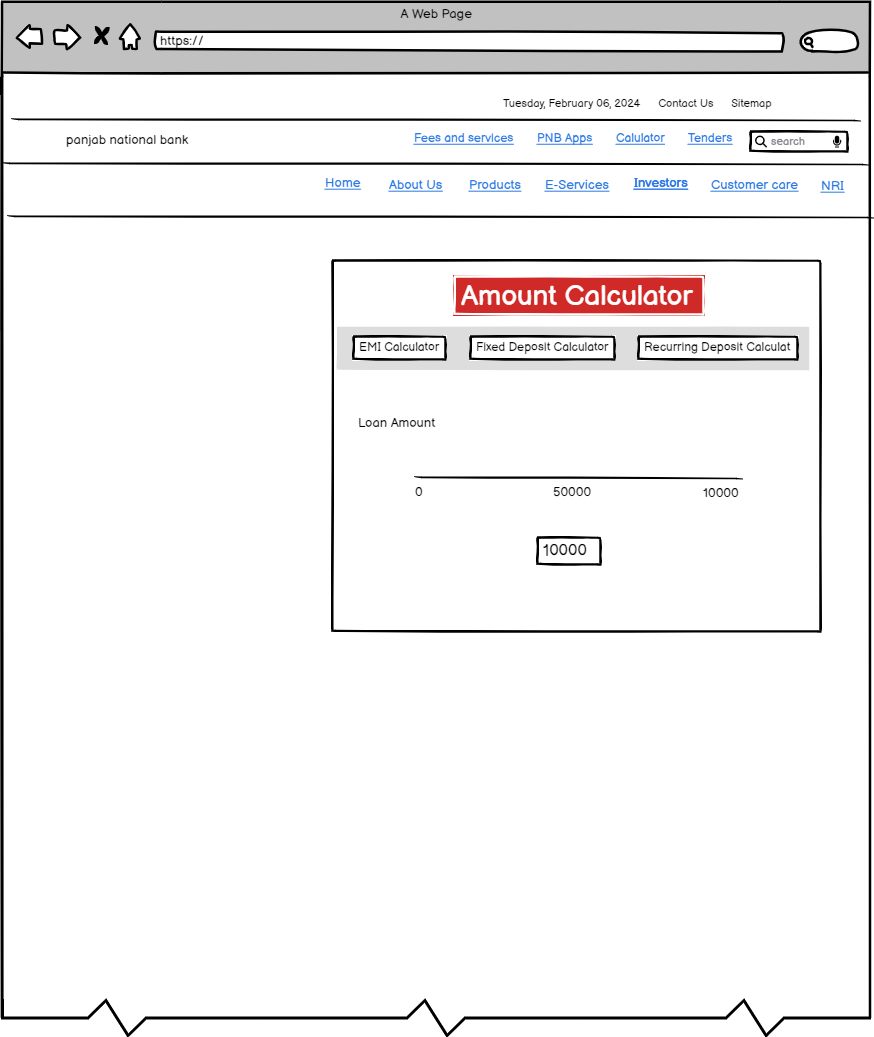 A Web Page
https://
Tuesday, February 06, 2024 Contact Us Sitemap
panjab national bank Fees and services PNB Apps Calulator Tenders search
Home About Us Products E-Services Investors Customer care NRI
Amount Calculator
EMI Calculator Fixed Deposit Calculator Recurring Deposit Calculat
Loan Amount
0 50000 10000
10000